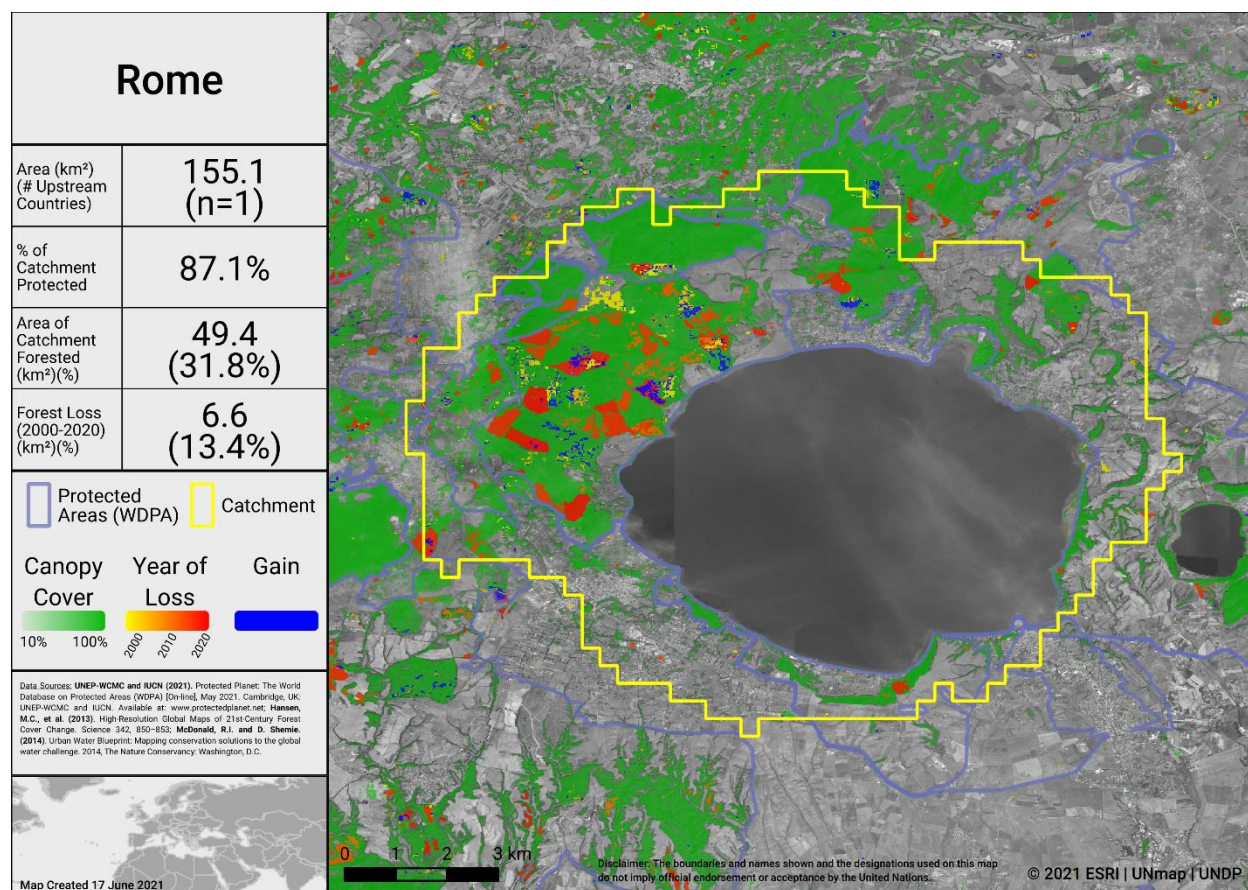 Rome
Area (km²)
(# Upstream
Countries)
155.1
(n=1)
% of
Catchment
Protected
87.1%
Area of
Catchment
Forested
(km²)(%)
49.4
(31.8%)
Forest Loss
(2000-2020)
(km²)(%)
6.6
(13.4%)
Protected
Areas (WDPA)
Catchment
Canopy
Cover
10% 100%
Year of
Loss
2000 2010 2020
Gain
Data Sources: UNEP-WCMC and IUCN (2021). Protected Planet: The World
Database on Protected Areas (WDPA) [On-line], May 2021. Cambridge, UK:
UNEP-WCMC and IUCN. Available at: www.protectedplanet.net; Hansen,
M.C., et al. (2013). High-Resolution Global Maps of 21st-Century Forest
Cover Change. Science 342, 850–853; McDonald, R.I. and D. Shemie.
(2014). Urban Water Blueprint: Mapping conservation solutions to the global
water challenge. 2014, The Nature Conservancy: Washington, D.C.
Map Created 17 June 2021
0 1 2 3 km
Disclaimer: The boundaries and names shown and the designations used on this map
do not imply official endorsement or acceptance by the United Nations.
© 2021 ESRI | UNmap | UNDP